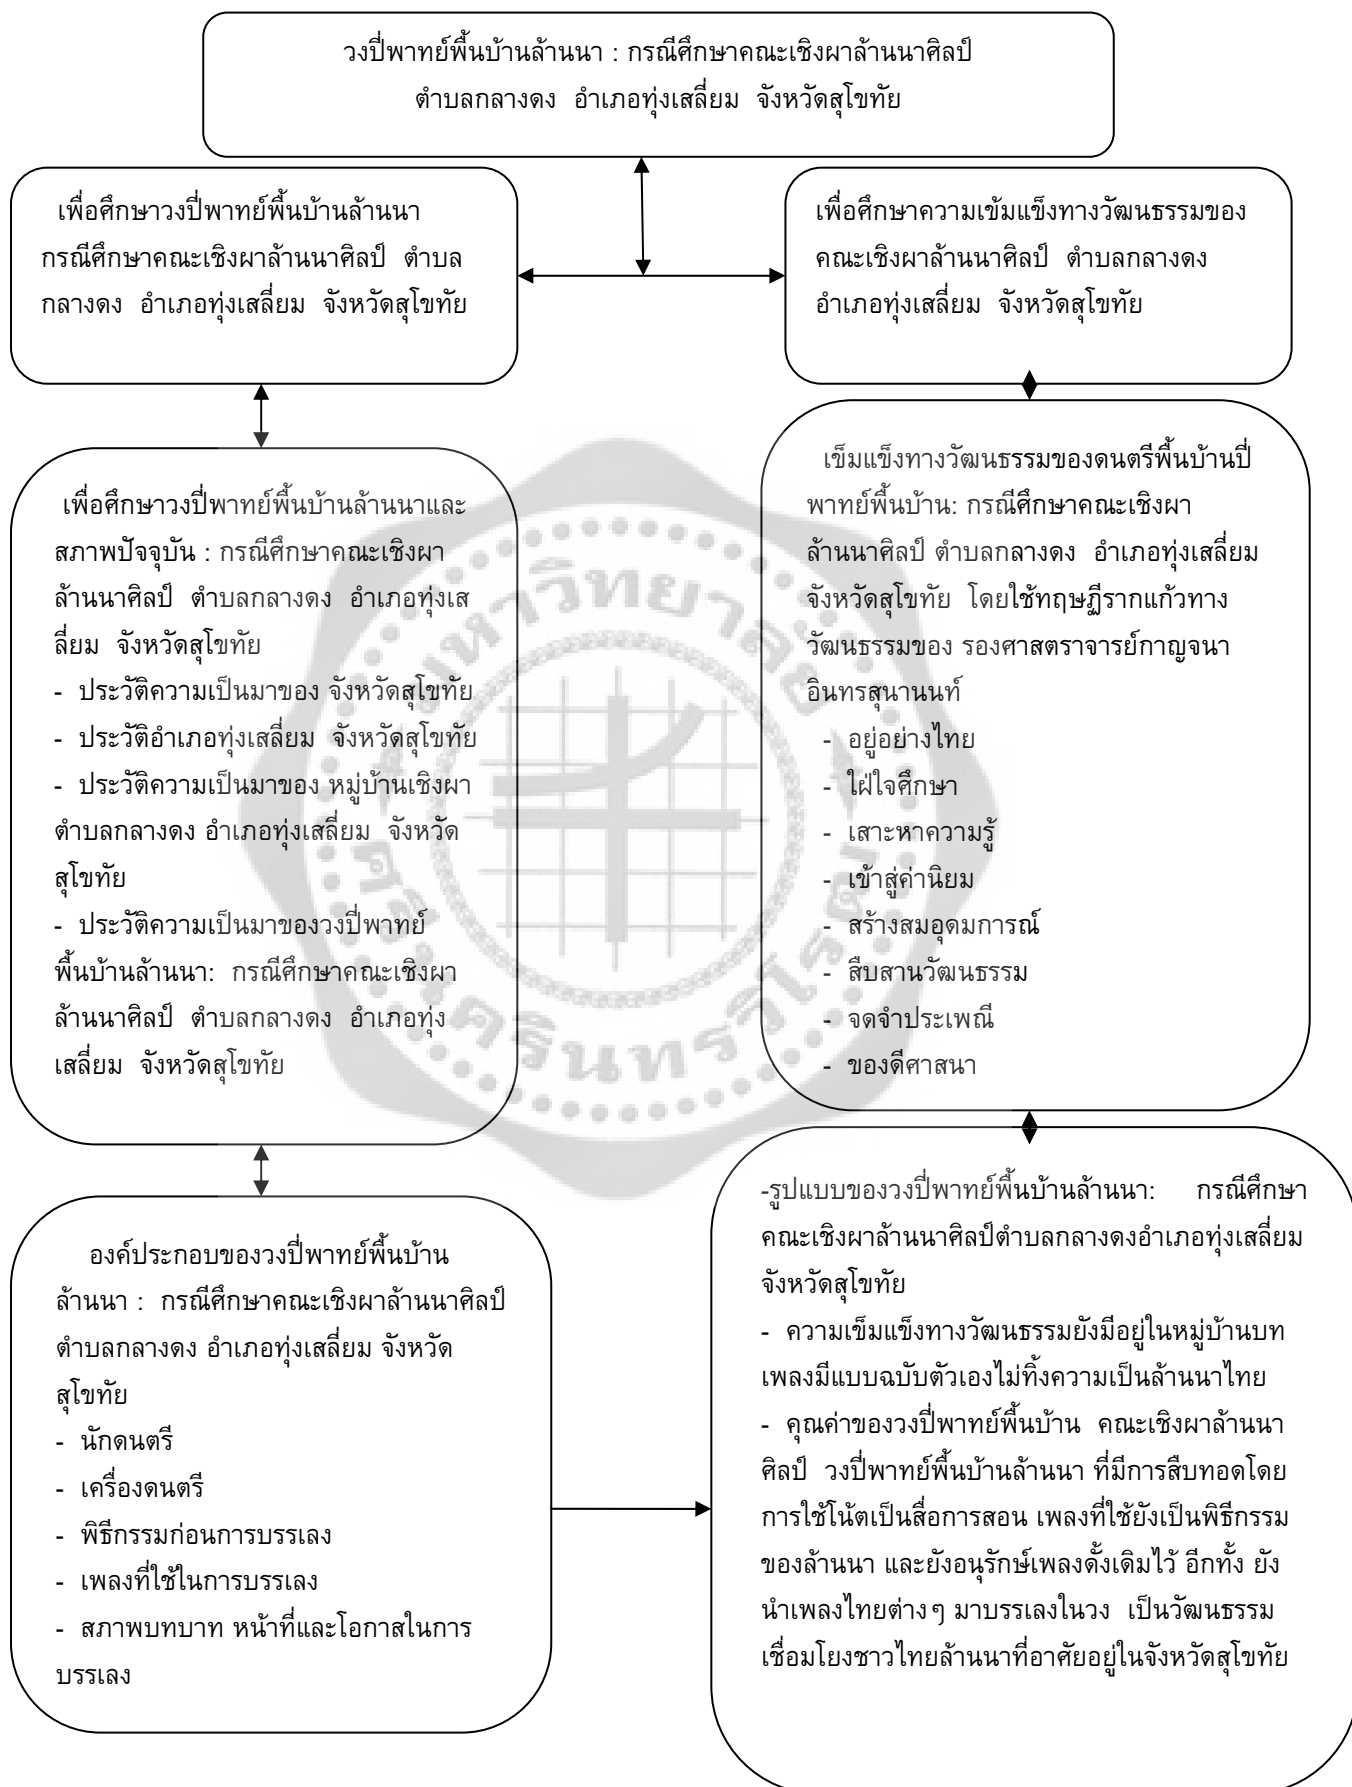 วงปี่พาทย์พื้นบ้านล้านนา : กรณีศึกษาคณะเชิงผาล้านนาศิลป์
ตำบลกลางดง อำเภอทุ่งเสลี่ยม จังหวัดสุโขทัย
เพื่อศึกษาวงปี่พาทย์พื้นบ้านล้านนา
กรณีศึกษาคณะเชิงผาล้านนาศิลป์ ตำบล
กลางดง อำเภอทุ่งเสลี่ยม จังหวัดสุโขทัย
เพื่อศึกษาความเข้มแข็งทางวัฒนธรรมของ
คณะเชิงผาล้านนาศิลป์ ตำบลกลางดง
อำเภอทุ่งเสลี่ยม จังหวัดสุโขทัย
เพื่อศึกษาวงปี่พาทย์พื้นบ้านล้านนาและ
สภาพปัจจุบัน : กรณีศึกษาคณะเชิงผา
ล้านนาศิลป์ ตำบลกลางดง อำเภอทุ่งเส
ลี่ยม จังหวัดสุโขทัย
- ประวัติความเป็นมาของ จังหวัดสุโขทัย
- ประวัติอำเภอทุ่งเสลี่ยม จังหวัดสุโขทัย
- ประวัติความเป็นมาของ หมู่บ้านเชิงผา
ตำบลกลางดง อำเภอทุ่งเสลี่ยม จังหวัด
สุโขทัย
- ประวัติความเป็นมาของวงปี่พาทย์
พื้นบ้านล้านนา: กรณีศึกษาคณะเชิงผา
ล้านนาศิลป์ ตำบลกลางดง อำเภอทุ่ง
เสลี่ยม จังหวัดสุโขทัย
เข็มแข็งทางวัฒนธรรมของดนตรีพื้นบ้านปี่
พาทย์พื้นบ้าน: กรณีศึกษาคณะเชิงผา
ล้านนาศิลป์ ตำบลกลางดง อำเภอทุ่งเสลี่ยม
จังหวัดสุโขทัย โดยใช้ทฤษฏีรากแก้วทาง
วัฒนธรรมของ รองศาสตราจารย์กาญจนา
อินทรสุนานนท์
- อยู่อย่างไทย
- ใฝ่ใจศึกษา
- เสาะหาความรู้
- เข้าสู่ค่านิยม
- สร้างสมอุดมการณ์
- สืบสานวัฒนธรรม
- จดจำประเพณี
- ของดีศาสนา
มหาวิทยาลัย
ศรีนครินทรวิโรฒ
องค์ประกอบของวงปี่พาทย์พื้นบ้าน
ล้านนา : กรณีศึกษาคณะเชิงผาล้านนาศิลป์
ตำบลกลางดง อำเภอทุ่งเสลี่ยม จังหวัด
สุโขทัย
- นักดนตรี
- เครื่องดนตรี
- พิธีกรรมก่อนการบรรเลง
- เพลงที่ใช้ในการบรรเลง
- สภาพบทบาท หน้าที่และโอกาสในการ
บรรเลง
-รูปแบบของวงปี่พาทย์พื้นบ้านล้านนา: กรณีศึกษา
คณะเชิงผาล้านนาศิลป์ตำบลกลางดงอำเภอทุ่งเสลี่ยม
จังหวัดสุโขทัย
- ความเข็มแข็งทางวัฒนธรรมยังมีอยู่ในหมู่บ้านบท
เพลงมีแบบฉบับตัวเองไม่ทิ้งความเป็นล้านนาไทย
- คุณค่าของวงปี่พาทย์พื้นบ้าน คณะเชิงผาล้านนา
ศิลป์ วงปี่พาทย์พื้นบ้านล้านนา ที่มีการสืบทอดโดย
การใช้โน้ตเป็นสื่อการสอน เพลงที่ใช้ยังเป็นพิธีกรรม
ของล้านนา และยังอนุรักษ์เพลงดั้งเดิมไว้ อีกทั้ง ยัง
นำเพลงไทยต่างๆ มาบรรเลงในวง เป็นวัฒนธรรม
เชื่อมโยงชาวไทยล้านนาที่อาศัยอยู่ในจังหวัดสุโขทัย